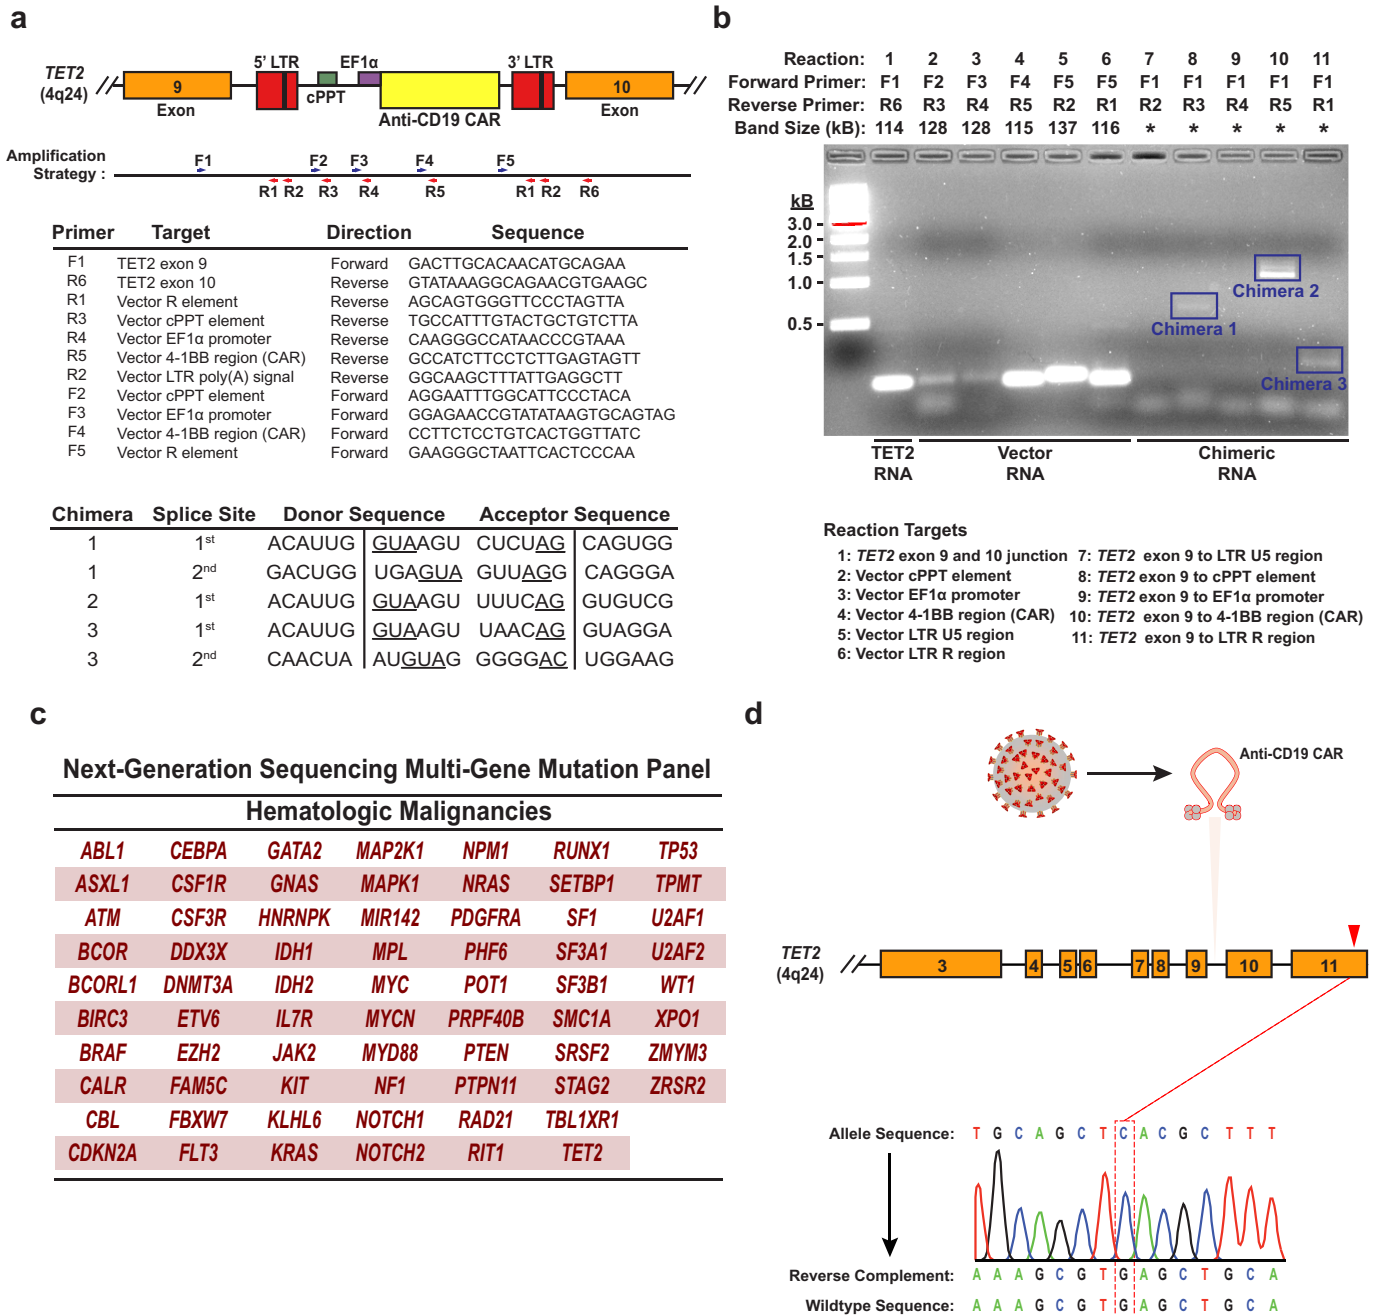 a
TET2
(4q24)
9
Exon
5' LTR
cPPT
EF1α
Anti-CD19 CAR
3' LTR
10
Exon
Amplification
Strategy :
F1 F2 F3 F4 F5
R1 R2 R3 R4 R5 R1 R2 R6
Primer Target Direction Sequence
F1 TET2 exon 9 Forward GACTTGCACAACATGCAGAA
R6 TET2 exon 10 Reverse GTATAAAGGCAGAACGTGAAGC
R1 Vector R element Reverse AGCAGTGGGTTCCCTAGTTA
R3 Vector cPPT element Reverse TGCCATTTGTACTGCTGTCTTA
R4 Vector EF1α promoter Reverse CAAGGGCCATAACCCGTAAA
R5 Vector 4-1BB region (CAR) Reverse GCCATCTTCCTCTTGAGTAGTT
R2 Vector LTR poly(A) signal Reverse GGCAAGCTTTATTGAGGCTT
F2 Vector cPPT element Forward AGGAATTTGGCATTCCCTACA
F3 Vector EF1α promoter Forward GGAGAACCGTATATAAGTGCAGTAG
F4 Vector 4-1BB region (CAR) Forward CCTTCTCCTGTCACTGGTTATC
F5 Vector R element Forward GAAGGGCTAATTCACTCCCAA
Chimera Splice Site Donor Sequence Acceptor Sequence
1 1st ACAUUG GUAAGU CUCUAG CAGUGG
1 2nd GACUGG UGAGUA GUUAGG CAGGGA
2 1st ACAUUG GUAAGU UUUCAG GUGUCG
3 1st ACAUUG GUAAGU UAACAG GUAGGA
3 2nd CAACUA AUGUAG GGGGAC UGGAAG
b
Reaction: 1 2 3 4 5 6 7 8 9 10 11
Forward Primer: F1 F2 F3 F4 F5 F5 F1 F1 F1 F1 F1
Reverse Primer: R6 R3 R4 R5 R2 R1 R2 R3 R4 R5 R1
Band Size (kB): 114 128 128 115 137 116 * * * * *
kB
3.0
2.0
1.5
1.0
0.5
Chimera 2
Chimera 1
Chimera 3
TET2
RNA
Vector
RNA
Chimeric
RNA
Reaction Targets
1: TET2 exon 9 and 10 junction
2: Vector cPPT element
3: Vector EF1α promoter
4: Vector 4-1BB region (CAR)
5: Vector LTR U5 region
6: Vector LTR R region
7: TET2 exon 9 to LTR U5 region
8: TET2 exon 9 to cPPT element
9: TET2 exon 9 to EF1α promoter
10: TET2 exon 9 to 4-1BB region (CAR)
11: TET2 exon 9 to LTR R region
c
Next-Generation Sequencing Multi-Gene Mutation Panel
Hematologic Malignancies
ABL1 CEBPA GATA2 MAP2K1 NPM1 RUNX1 TP53
ASXL1 CSF1R GNAS MAPK1 NRAS SETBP1 TPMT
ATM CSF3R HNRNPK MIR142 PDGFRA SF1 U2AF1
BCOR DDX3X IDH1 MPL PHF6 SF3A1 U2AF2
BCORL1 DNMT3A IDH2 MYC POT1 SF3B1 WT1
BIRC3 ETV6 IL7R MYCN PRPF40B SMC1A XPO1
BRAF EZH2 JAK2 MYD88 PTEN SRSF2 ZMYM3
CALR FAM5C KIT NF1 PTPN11 STAG2 ZRSR2
CBL FBXW7 KLHL6 NOTCH1 RAD21 TBL1XR1
CDKN2A FLT3 KRAS NOTCH2 RIT1 TET2
d
Anti-CD19 CAR
TET2
(4q24)
3 4 5 6 7 8 9 10 11
Allele Sequence: T G C A G C T C A C G C T T T
Reverse Complement: A A A G C G T G A G C T G C A
Wildtype Sequence: A A A G C G T G A G C T G C A